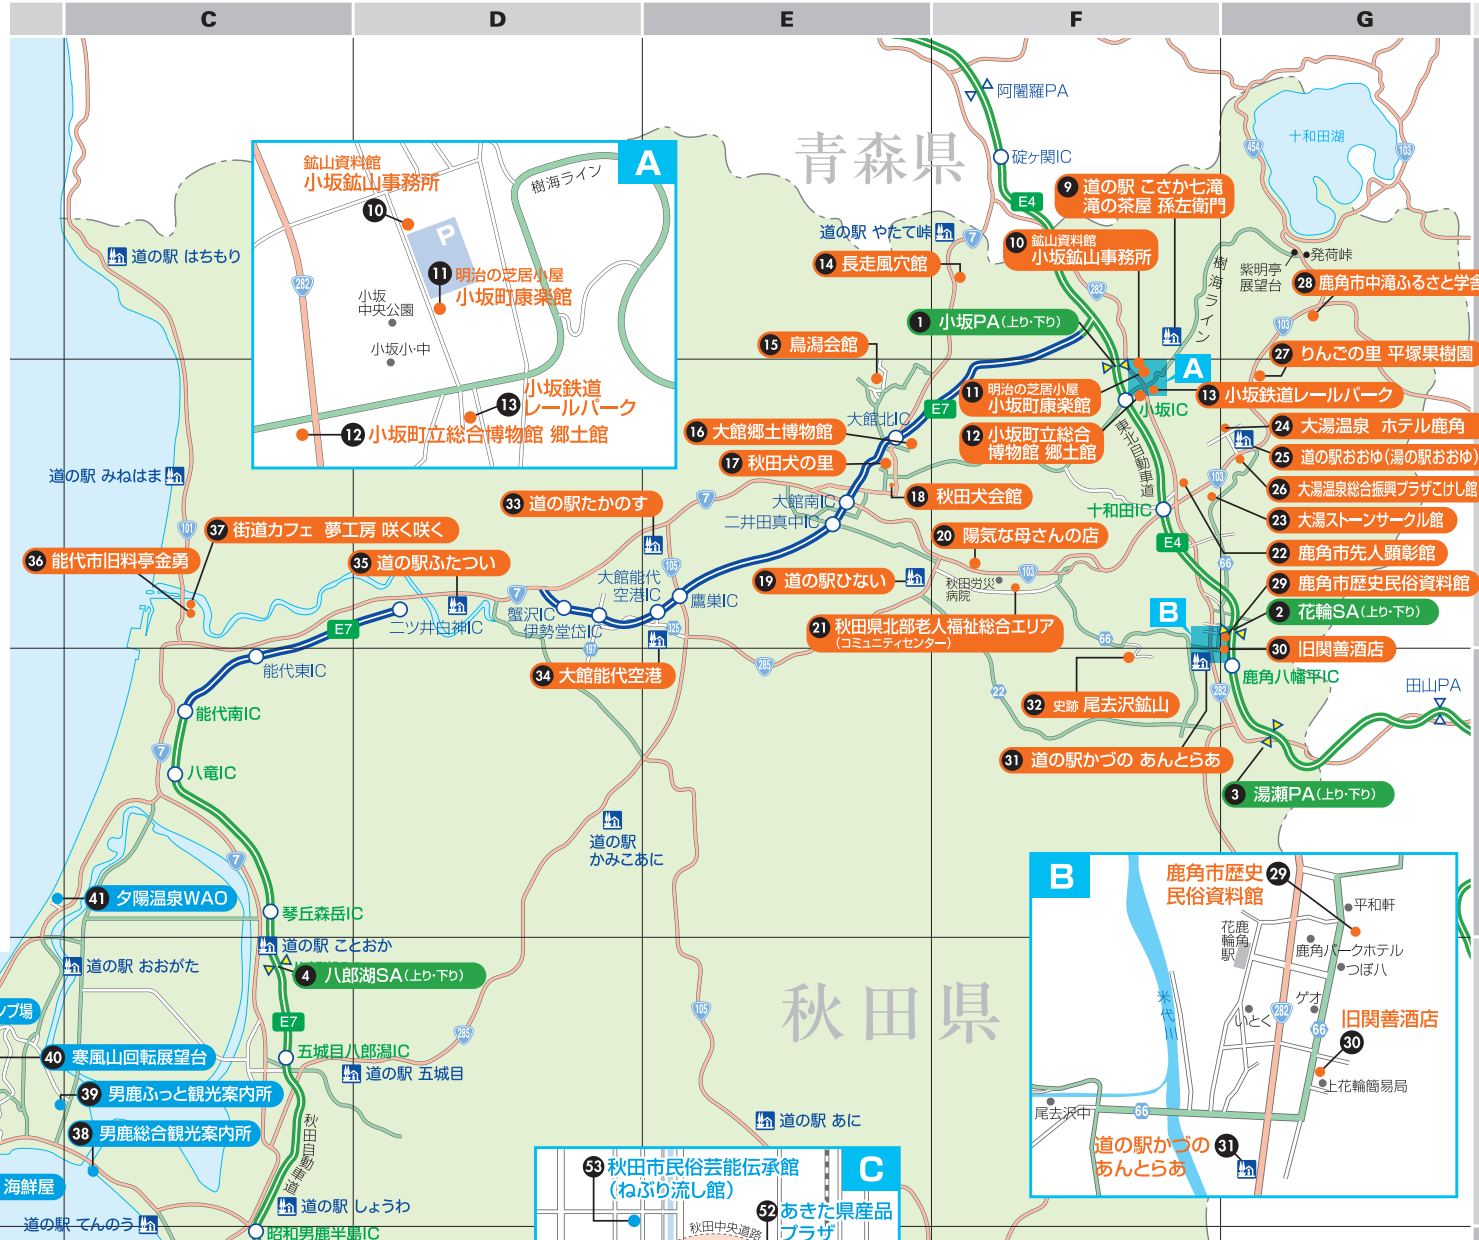 C
D
E
F
G
阿闍羅PA
青森県
碇ヶ関IC
十和田湖
454
103
鉱山資料館
小坂鉱山事務所
10
樹海ライン
A
P
11 明治の芝居小屋
小坂町康楽館
282
小坂
中央公園
小坂小・中
小坂鉄道
13 レールパーク
12 小坂町立総合博物館 郷土館
道の駅 はちもり
道の駅 みねはま
101
E4
9 道の駅 こさか七滝
滝の茶屋 孫左衛門
道の駅 やたて峠
7
10 鉱山資料館
小坂鉱山事務所
14 長走風穴館
282
樹海ライン
紫明亭
展望台
発荷峠
28 鹿角市中滝ふるさと学舎
1 小坂PA(上り・下り)
103
15 鳥潟会館
27 りんごの里 平塚果樹園
A
11 明治の芝居小屋
小坂町康楽館
小坂IC
13 小坂鉄道レールパーク
E7
大館北IC
16 大館郷土博物館
12 小坂町立総合
博物館 郷土館
東北自動車道
24 大湯温泉 ホテル鹿角
17 秋田犬の里
25 道の駅おおゆ(湯の駅おおゆ)
103
26 大湯温泉総合振興プラザこけし館
18 秋田犬会館
33 道の駅たかのす
7
大館南IC
二井田真中IC
十和田IC
23 大湯ストーンサークル館
37 街道カフェ 夢工房 咲く咲く
20 陽気な母さんの店
E4
22 鹿角市先人顕彰館
36 能代市旧料亭金勇
35 道の駅ふたつい
105
大館能代
空港IC
19 道の駅ひない
秋田労災
病院
103
66
29 鹿角市歴史民俗資料館
7
蟹沢IC
鷹巣IC
B
2 花輪SA(上り・下り)
二ツ井白神IC
伊勢堂岱IC
E7
325
21 秋田県北部老人福祉総合エリア
(コミュニティセンター)
66
30 旧関善酒店
197
285
能代東IC
34 大館能代空港
鹿角八幡平IC
22
282
田山PA
能代南IC
32 史跡 尾去沢鉱山
7
31 道の駅かづの あんとらあ
八竜IC
3 湯瀬PA(上り・下り)
道の駅
かみこあに
7
B
鹿角市歴史
民俗資料館
29
平和軒
41 夕陽温泉WAO
琴丘森岳IC
花輪駅
鹿角
鹿角パークホテル
つぼ八
道の駅 ことおか
道の駅 おおがた
4 八郎湖SA(上り・下り)
秋田県
米代川
ゲオ
いとく
282
66
旧関善酒店
30
ンプ場
E7
105
285
40 寒風山回転展望台
五城目八郎潟IC
道の駅 五城目
上花輪簡易局
39 男鹿ふっと観光案内所
尾去沢中
66
道の駅 あに
38 男鹿総合観光案内所
秋田自動車道
道の駅かづの
あんとらあ
31
53 秋田市民俗芸能伝承館
(ねぶり流し館)
C
海鮮屋
道の駅 しょうわ
52 あきた県産品
プラザ
道の駅 てんのう
秋田中央道路
昭和男鹿半島IC